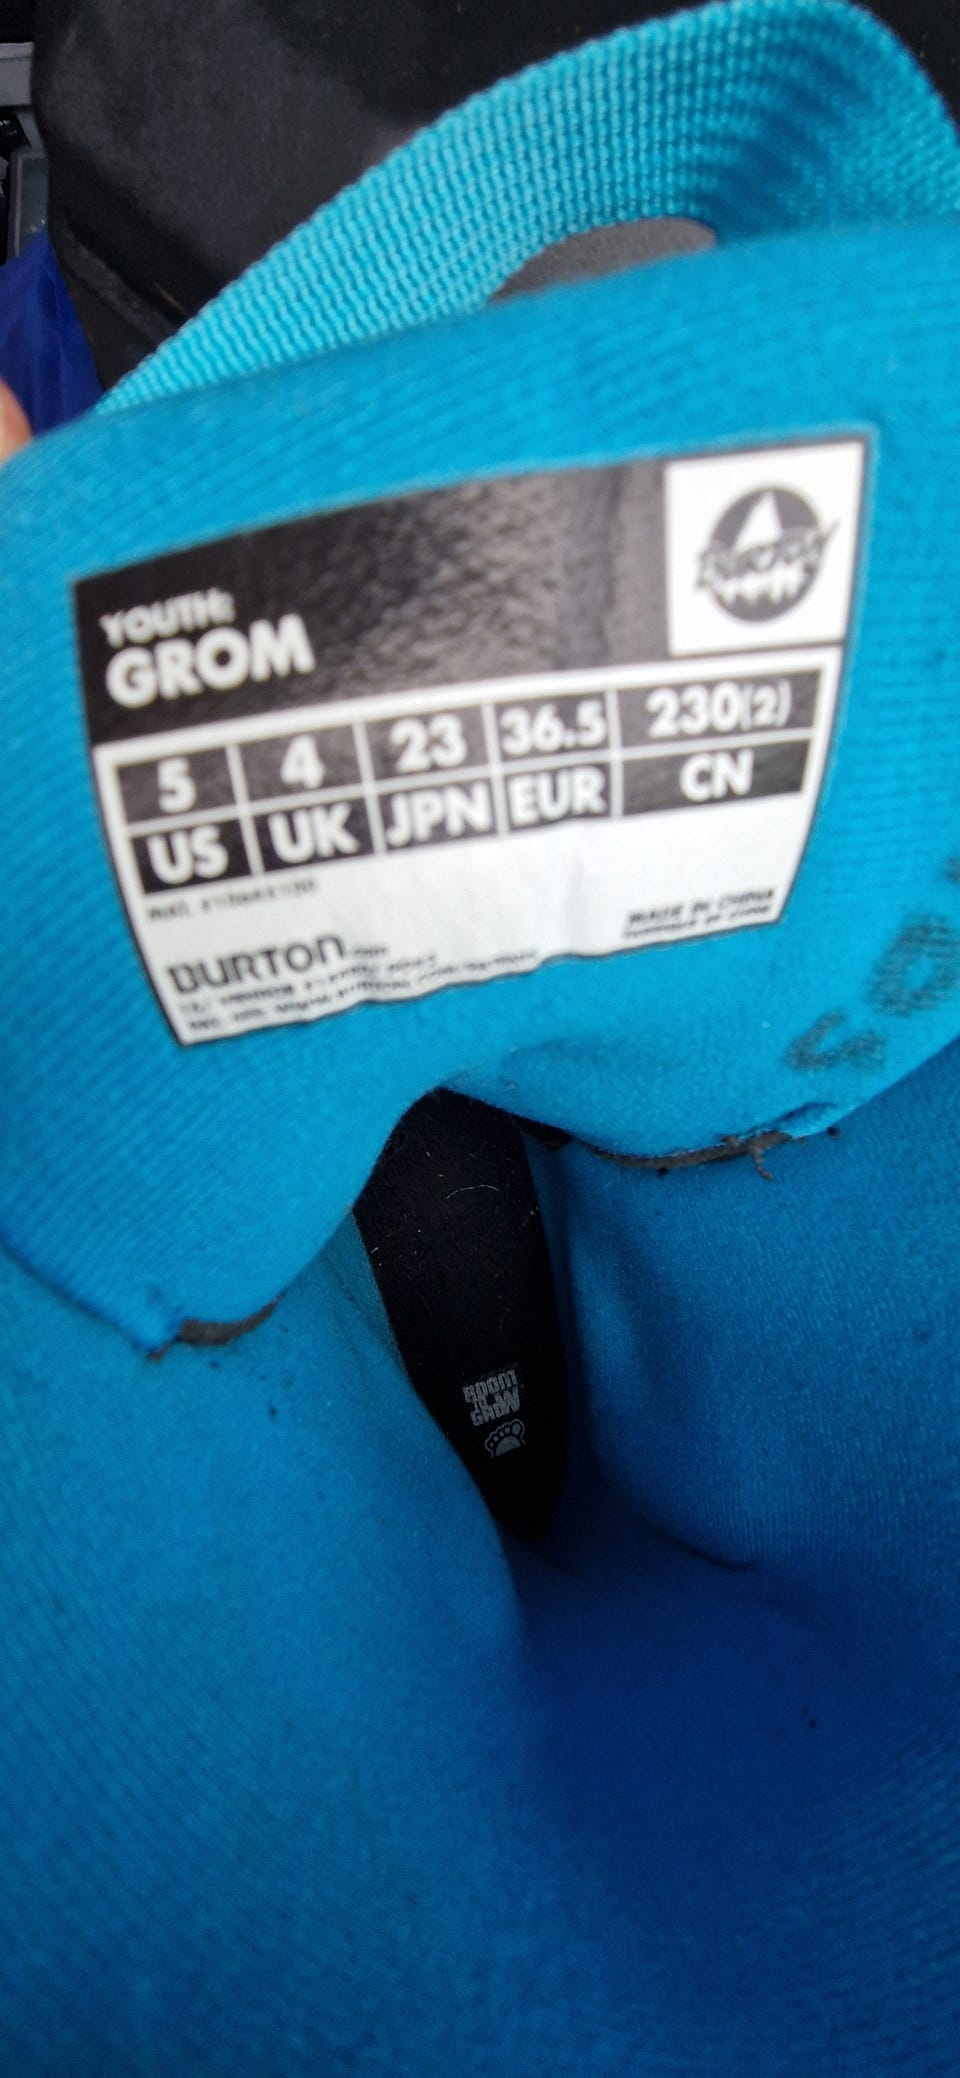 YOUTH:
GROM
BURTON
5 4 23 36.5 230(2)
US UK JPN EUR CN
MADE IN CHINA
BURTON
ROOM
TO
GROW